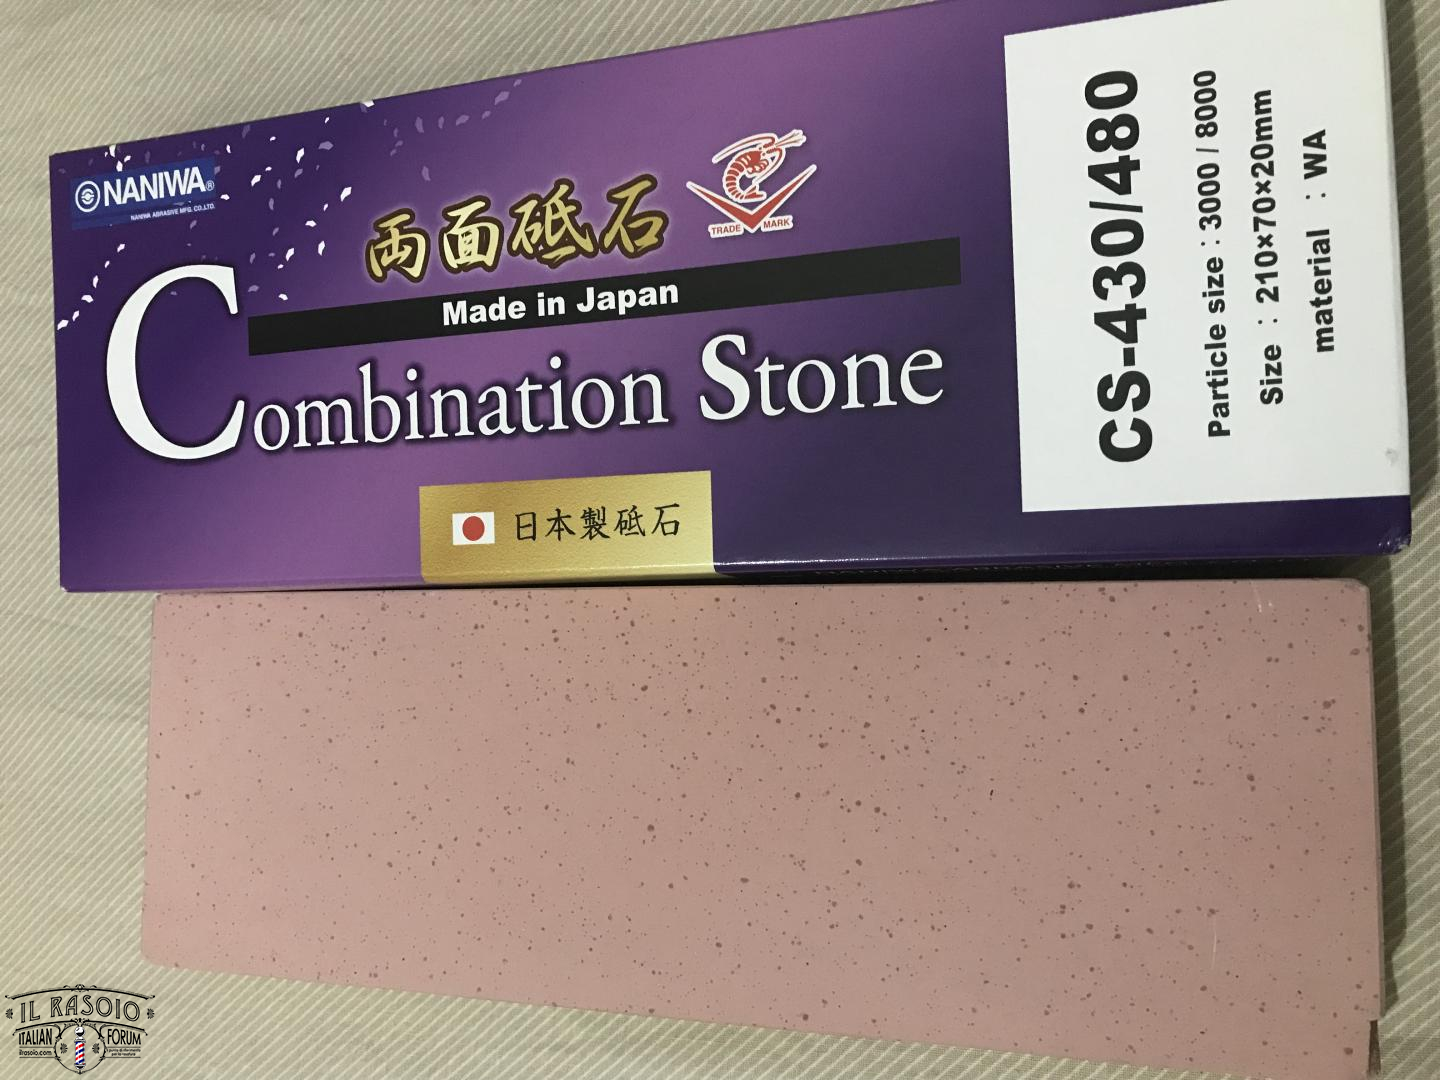 NANIWA®
NANIWA ABRASIVE MFG. CO.,LTD.
両面砥石
TRADE MARK
Made in Japan
Combination Stone
日本製砥石
CS-430/480
Particle size : 3000 / 8000
Size : 210×70×20mm
material : WA
IL RASOIO
ITALIAN FORUM
ilrasoio.com